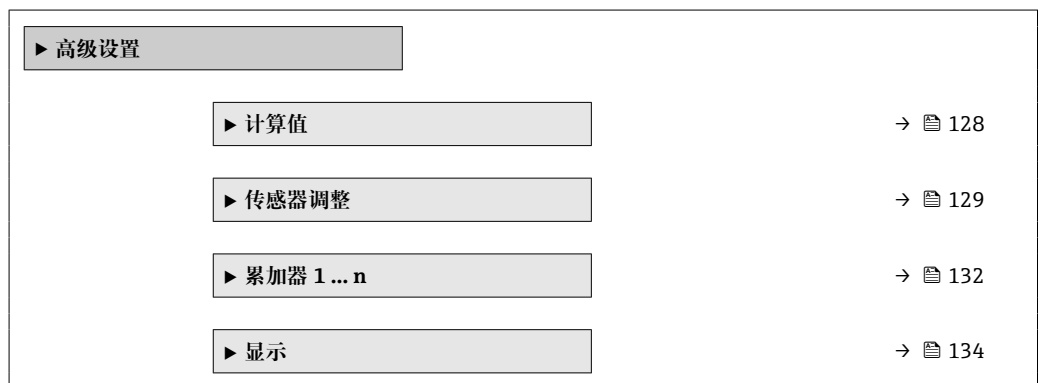 ▶ 高级设置
▶ 计算值 → 128
▶ 传感器调整 → 129
▶ 累加器 1 … n → 132
▶ 显示 → 134